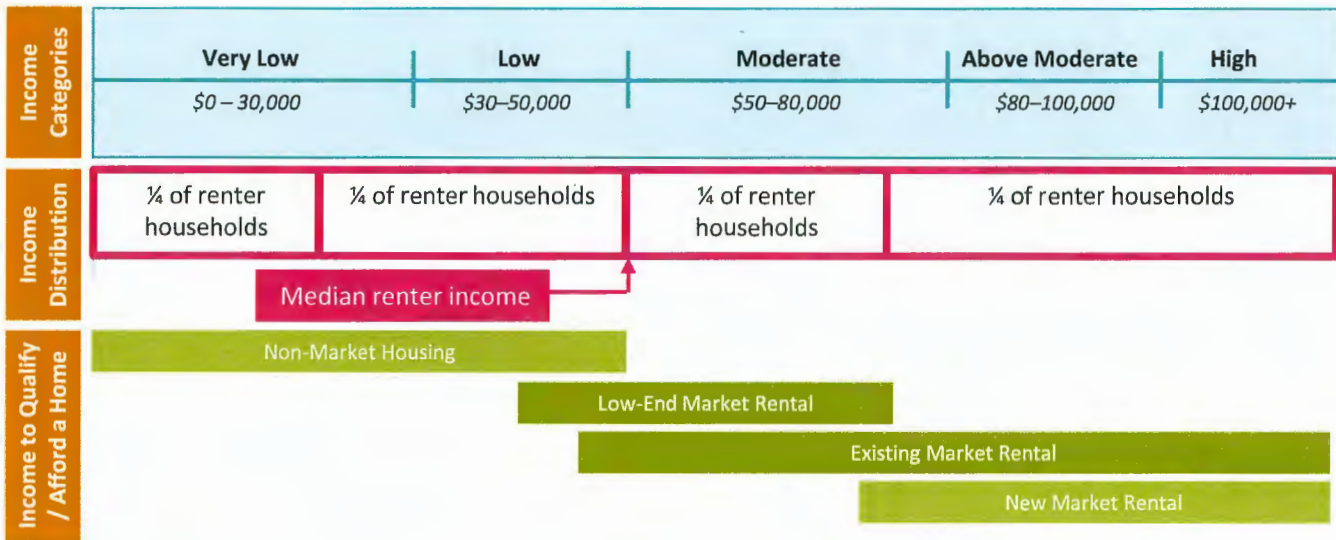 Income
Categories
Very Low
Low
Moderate
Above Moderate
High
$0 – 30,000
$30–50,000
$50–80,000
$80–100,000
$100,000+
Income
Distribution
¼ of renter
households
¼ of renter households
¼ of renter
households
¼ of renter households
Median renter income
Income to Qualify
/ Afford a Home
Non-Market Housing
Low-End Market Rental
Existing Market Rental
New Market Rental